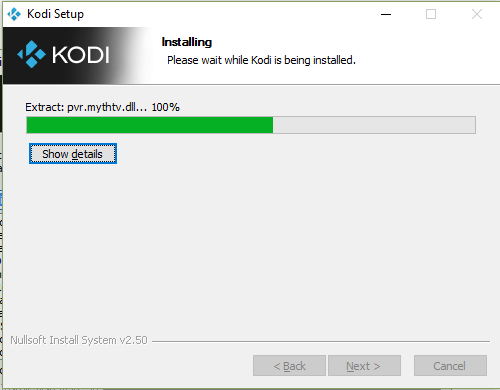 Kodi Setup
KODI
Installing
Please wait while Kodi is being installed.
Extract: pvr.mythtv.dll... 100%
Show details
Nullsoft Install System v2.50
< Back
Next >
Cancel